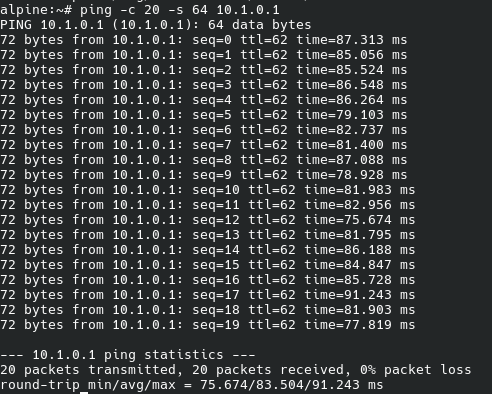 alpine:~# ping -c 20 -s 64 10.1.0.1
PING 10.1.0.1 (10.1.0.1): 64 data bytes
72 bytes from 10.1.0.1: seq=0 ttl=62 time=87.313 ms
72 bytes from 10.1.0.1: seq=1 ttl=62 time=85.056 ms
72 bytes from 10.1.0.1: seq=2 ttl=62 time=85.524 ms
72 bytes from 10.1.0.1: seq=3 ttl=62 time=86.548 ms
72 bytes from 10.1.0.1: seq=4 ttl=62 time=86.264 ms
72 bytes from 10.1.0.1: seq=5 ttl=62 time=79.103 ms
72 bytes from 10.1.0.1: seq=6 ttl=62 time=82.737 ms
72 bytes from 10.1.0.1: seq=7 ttl=62 time=81.400 ms
72 bytes from 10.1.0.1: seq=8 ttl=62 time=87.088 ms
72 bytes from 10.1.0.1: seq=9 ttl=62 time=78.928 ms
72 bytes from 10.1.0.1: seq=10 ttl=62 time=81.983 ms
72 bytes from 10.1.0.1: seq=11 ttl=62 time=82.956 ms
72 bytes from 10.1.0.1: seq=12 ttl=62 time=75.674 ms
72 bytes from 10.1.0.1: seq=13 ttl=62 time=81.795 ms
72 bytes from 10.1.0.1: seq=14 ttl=62 time=86.188 ms
72 bytes from 10.1.0.1: seq=15 ttl=62 time=84.847 ms
72 bytes from 10.1.0.1: seq=16 ttl=62 time=85.728 ms
72 bytes from 10.1.0.1: seq=17 ttl=62 time=91.243 ms
72 bytes from 10.1.0.1: seq=18 ttl=62 time=81.903 ms
72 bytes from 10.1.0.1: seq=19 ttl=62 time=77.819 ms

--- 10.1.0.1 ping statistics ---
20 packets transmitted, 20 packets received, 0% packet loss
round-trip min/avg/max = 75.674/83.504/91.243 ms